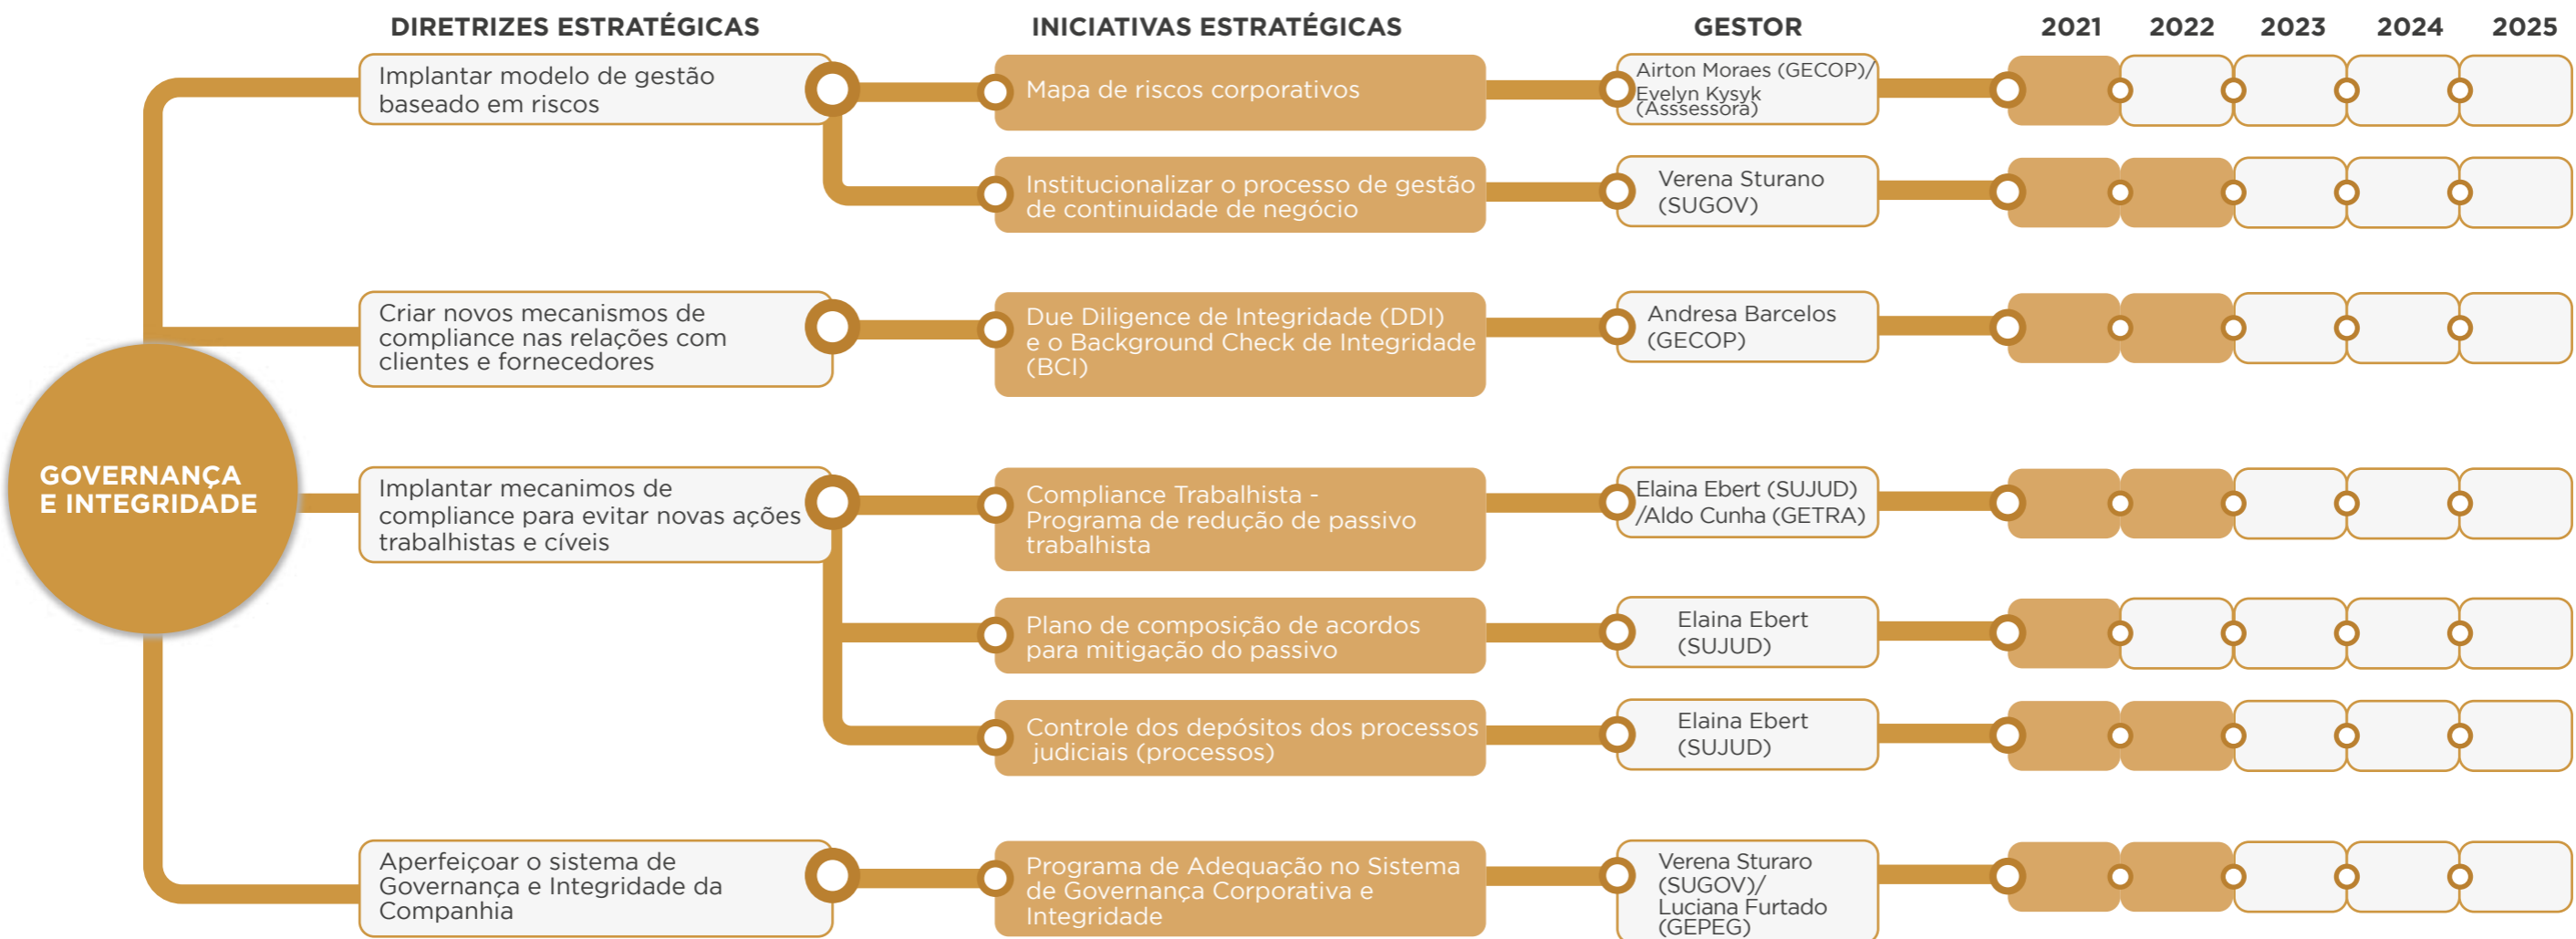 DIRETRIZES ESTRATÉGICAS
INICIATIVAS ESTRATÉGICAS
GESTOR
2021
2022
2023
2024
2025
GOVERNANÇA
E INTEGRIDADE
Implantar modelo de gestão
baseado em riscos
Mapa de riscos corporativos
Airton Moraes (GECOP)/
Evelyn Kysyk
(Asssessora)
Institucionalizar o processo de gestão
de continuidade de negócio
Verena Sturano
(SUGOV)
Criar novos mecanismos de
compliance nas relações com
clientes e fornecedores
Due Diligence de Integridade (DDI)
e o Background Check de Integridade
(BCI)
Andresa Barcelos
(GECOP)
Implantar mecanimos de
compliance para evitar novas ações
trabalhistas e cíveis
Compliance Trabalhista -
Programa de redução de passivo
trabalhista
Elaina Ebert (SUJUD)
/Aldo Cunha (GETRA)
Plano de composição de acordos
para mitigação do passivo
Elaina Ebert
(SUJUD)
Controle dos depósitos dos processos
judiciais (processos)
Elaina Ebert
(SUJUD)
Aperfeiçoar o sistema de
Governança e Integridade da
Companhia
Programa de Adequação no Sistema
de Governança Corporativa e
Integridade
Verena Sturaro
(SUGOV)/
Luciana Furtado
(GEPEG)